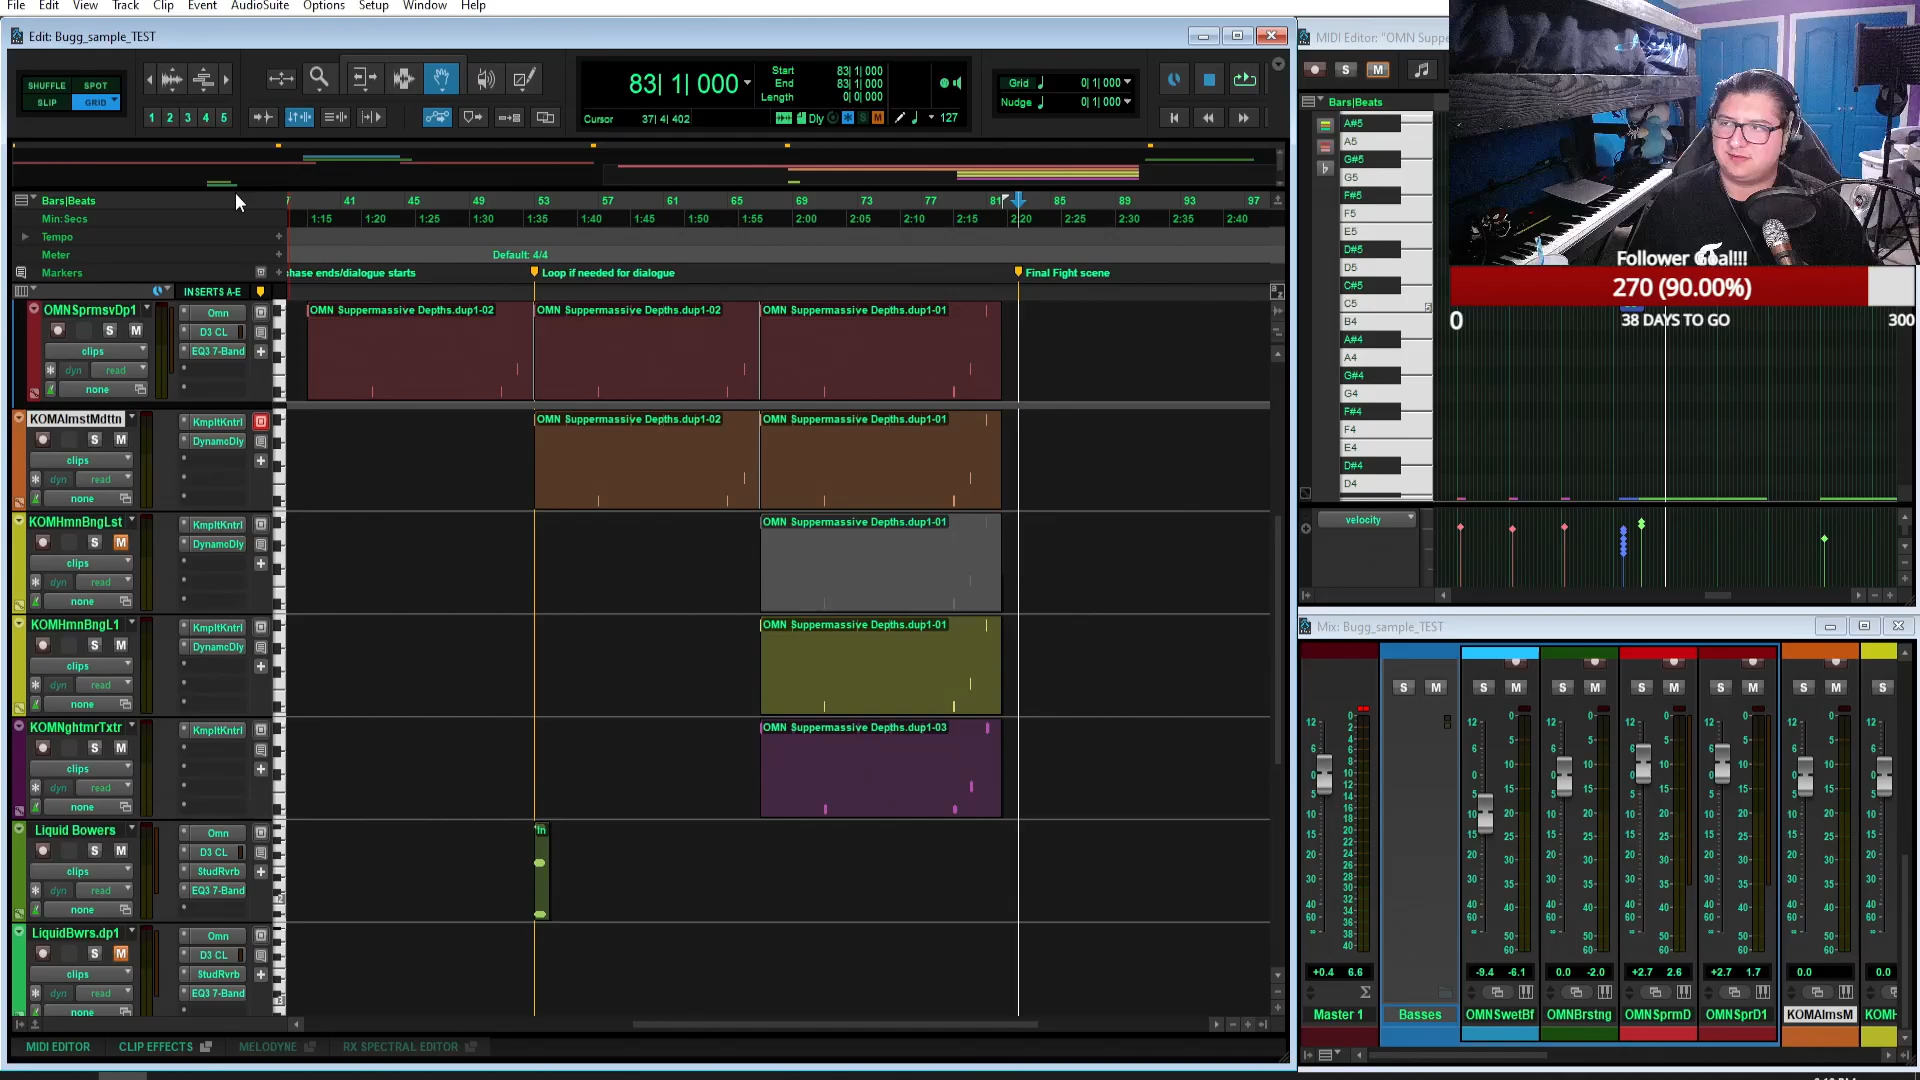 File Edit View Track Clip Event AudioSuite Options Setup Window Help
Edit: Bugg_sample_TEST
SHUFFLE SPOT
SLIP GRID
1 2 3 4 5
83| 1| 000
Start 83| 1| 000
End 83| 1| 000
Length 0| 0| 000
Cursor 37| 4| 402
Dly S M 127
Grid 0| 1| 000
Nudge 0| 1| 000
Bars|Beats
7 41 45 49 53 57 61 65 69 73 77 81 85 89 93 97
Min:Secs
1:15 1:20 1:25 1:30 1:35 1:40 1:45 1:50 1:55 2:00 2:05 2:10 2:15 2:20 2:25 2:30 2:35 2:40
Tempo
Meter
Default: 4/4
Markers
hase ends/dialogue starts
Loop if needed for dialogue
Final Fight scene
INSERTS A-E
OMNSprmsvDp1
S M
clips
dyn read
none
Omn
D3 CL
EQ3 7-Band
OMN Suppermassive Depths.dup1-02
OMN Suppermassive Depths.dup1-02
OMN Suppermassive Depths.dup1-01
KOMAlmstMdttn
S M
clips
dyn read
none
KmpltKntrl
DynamcDly
OMN Suppermassive Depths.dup1-02
OMN Suppermassive Depths.dup1-01
KOMHmnBngLst
S M
clips
dyn read
none
KmpltKntrl
DynamcDly
OMN Suppermassive Depths.dup1-01
KOMHmnBngL1
S M
clips
dyn read
none
KmpltKntrl
DynamcDly
OMN Suppermassive Depths.dup1-01
KOMNghtmrTxtr
S M
clips
dyn read
none
KmpltKntrl
OMN Suppermassive Depths.dup1-03
Liquid Bowers
S M
clips
dyn read
none
Omn
D3 CL
StudRvrb
EQ3 7-Band
In
LiquidBwrs.dp1
S M
clips
dyn read
none
Omn
D3 CL
StudRvrb
EQ3 7-Band
MIDI EDITOR CLIP EFFECTS MELODYNE RX SPECTRAL EDITOR
MIDI Editor: "OMN Suppe
S M
Bars|Beats
A#5
A5
G#5
G5
F#5
F5
E5
D#5
D5
C#5
C5
B4
A#4
A4
G#4
G4
F#4
F4
E4
D#4
D4
velocity
Follower Goal!!!
270 (90.00%)
0 38 DAYS TO GO 300
Mix: Bugg_sample_TEST
S M S M S M S M S M S M S
+0.4 6.6 -9.4 -6.1 0.0 -2.0 +2.7 2.6 +2.7 1.7 0.0 0.0
Master 1 Basses OMNSwetBf OMNBrstng OMNSprmD OMNSprD1 KOMAlmsM KOMH